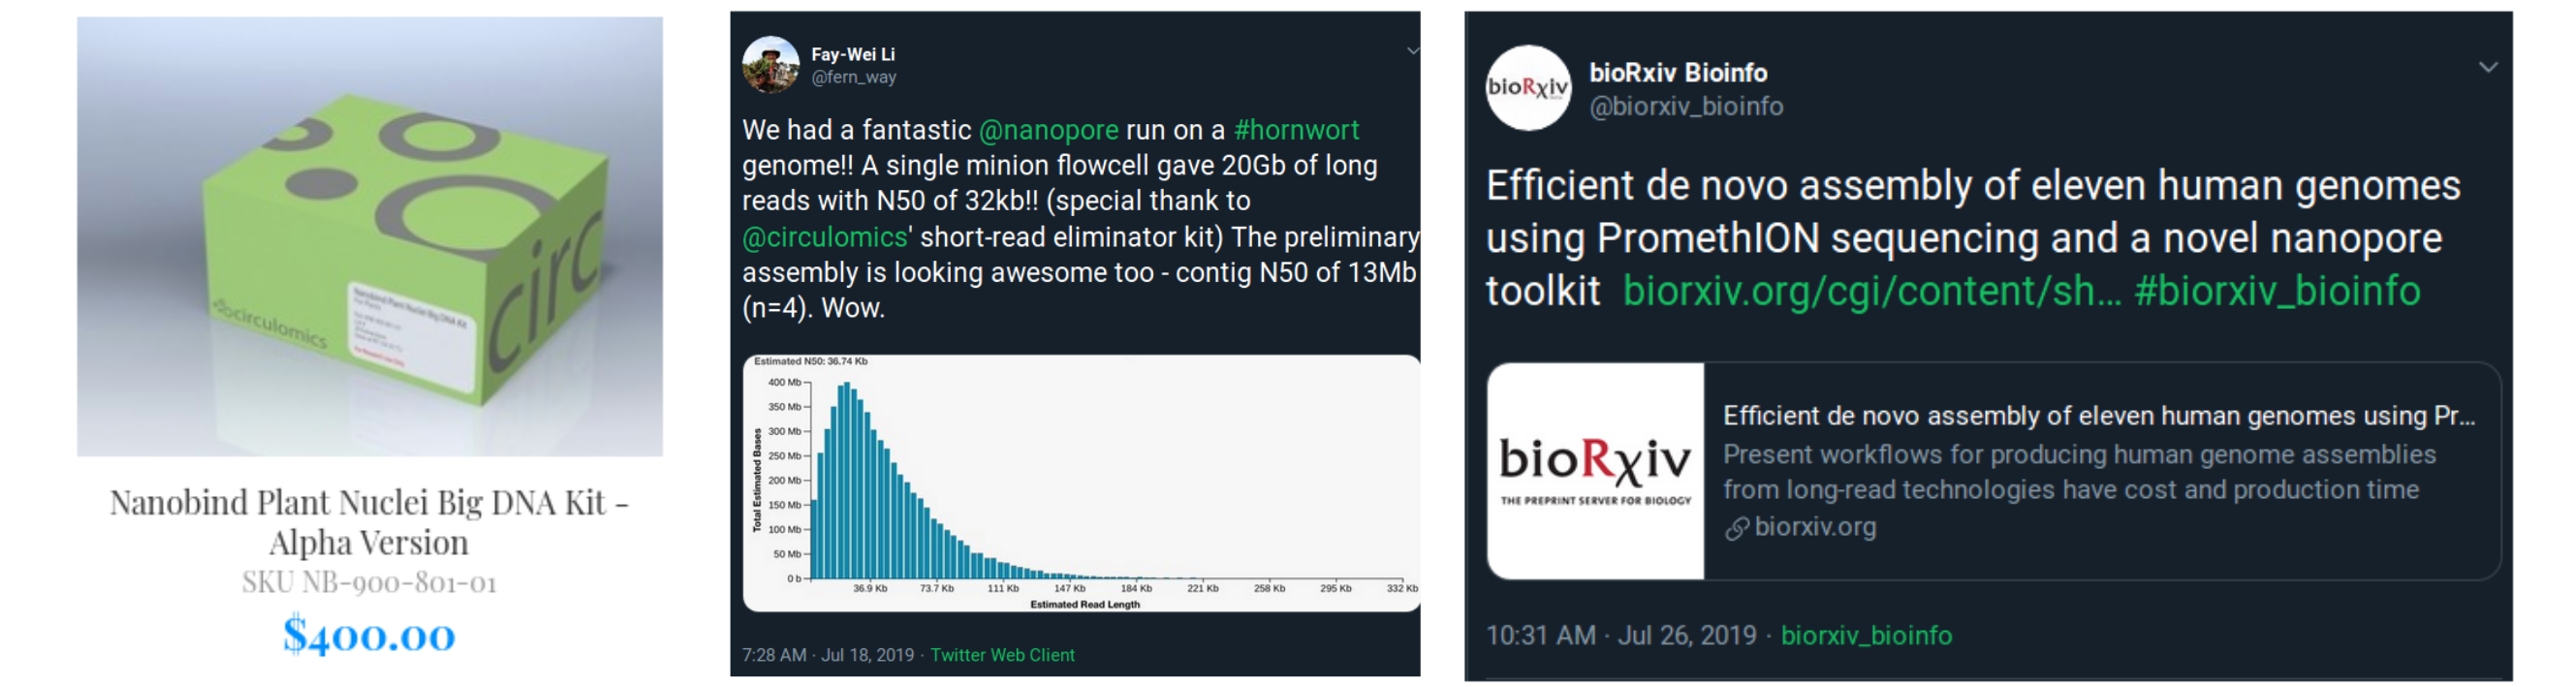 circ
circulomics
Nanobind Plant Nuclei Big DNA Kit
Nanobind Plant Nuclei Big DNA Kit -
Alpha Version
SKU NB-900-801-01
$400.00
Fay-Wei Li
@fern_way
We had a fantastic @nanopore run on a #hornwort
genome!! A single minion flowcell gave 20Gb of long
reads with N50 of 32kb!! (special thank to
@circulomics' short-read eliminator kit) The preliminary
assembly is looking awesome too - contig N50 of 13Mb
(n=4). Wow.
Estimated N50: 36.74 Kb
Total Estimated Bases
400 Mb
350 Mb
300 Mb
250 Mb
200 Mb
150 Mb
100 Mb
50 Mb
0 b
36.9 Kb 73.7 Kb 111 Kb 147 Kb 184 Kb 221 Kb 258 Kb 295 Kb 332 Kb
Estimated Read Length
7:28 AM · Jul 18, 2019 · Twitter Web Client
bioRχiv
bioRxiv Bioinfo
@biorxiv_bioinfo
Efficient de novo assembly of eleven human genomes
using PromethION sequencing and a novel nanopore
toolkit biorxiv.org/cgi/content/sh... #biorxiv_bioinfo
bioRχiv
THE PREPRINT SERVER FOR BIOLOGY
Efficient de novo assembly of eleven human genomes using Pr...
Present workflows for producing human genome assemblies
from long-read technologies have cost and production time
biorxiv.org
10:31 AM · Jul 26, 2019 · biorxiv_bioinfo